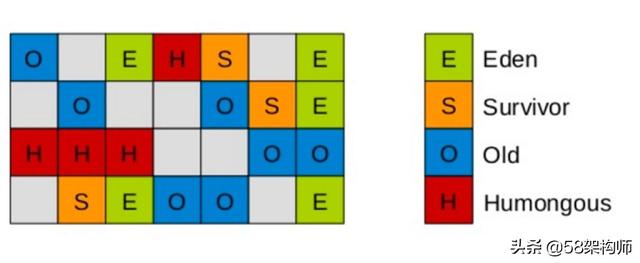 O E H S E E Eden
O O S E S Survivor
H H H O O O Old
S E O O E H Humongous
头条 @58架构师